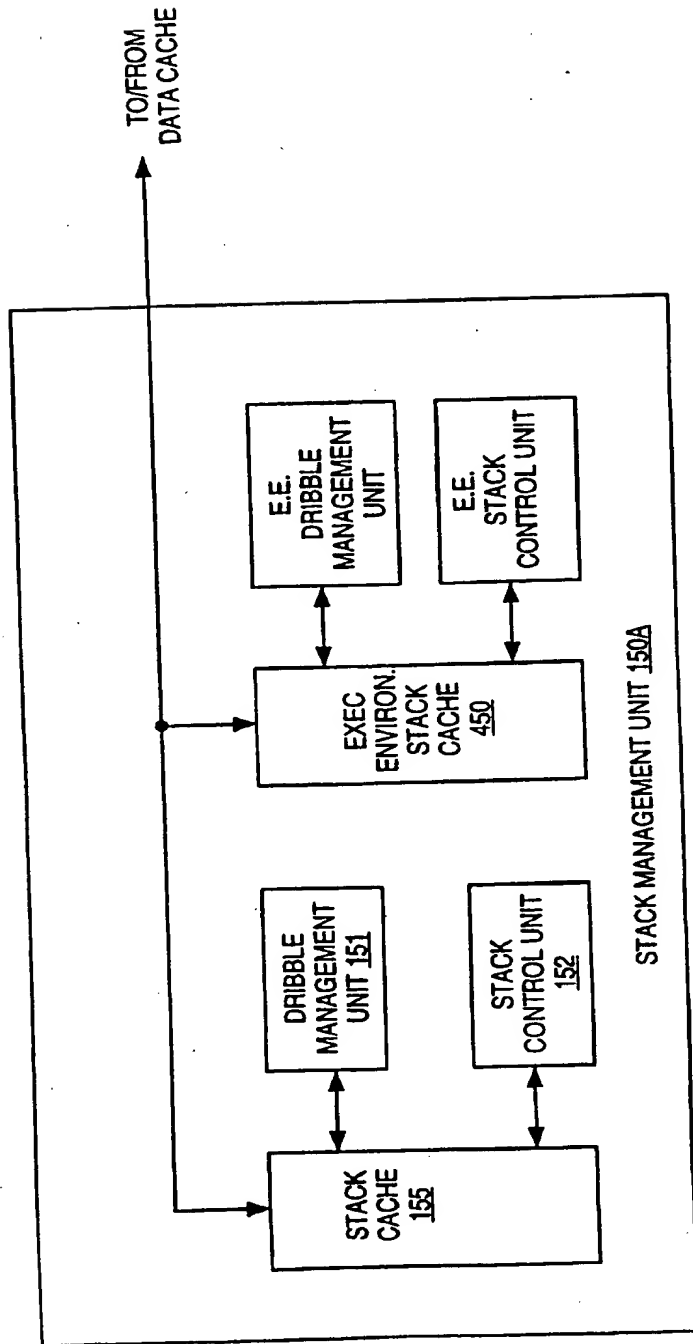 TO/FROM
DATA CACHE
STACK
CACHE
155
DRIBBLE
MANAGEMENT
UNIT 151
STACK
CONTROL UNIT
152
EXEC
ENVIRON.
STACK
CACHE
450
E.E.
DRIBBLE
MANAGEMENT
UNIT
E.E.
STACK
CONTROL UNIT
STACK MANAGEMENT UNIT 150A